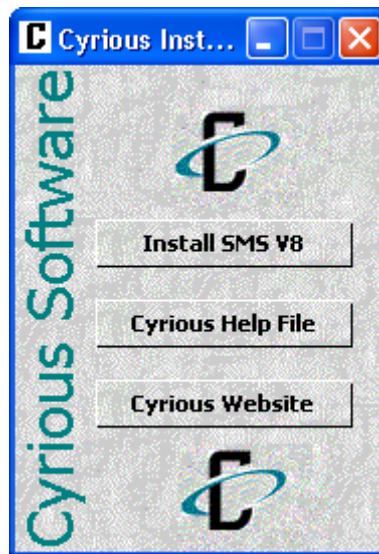 Cyrious Inst...
Cyrious Software
Install SMS V8
Cyrious Help File
Cyrious Website